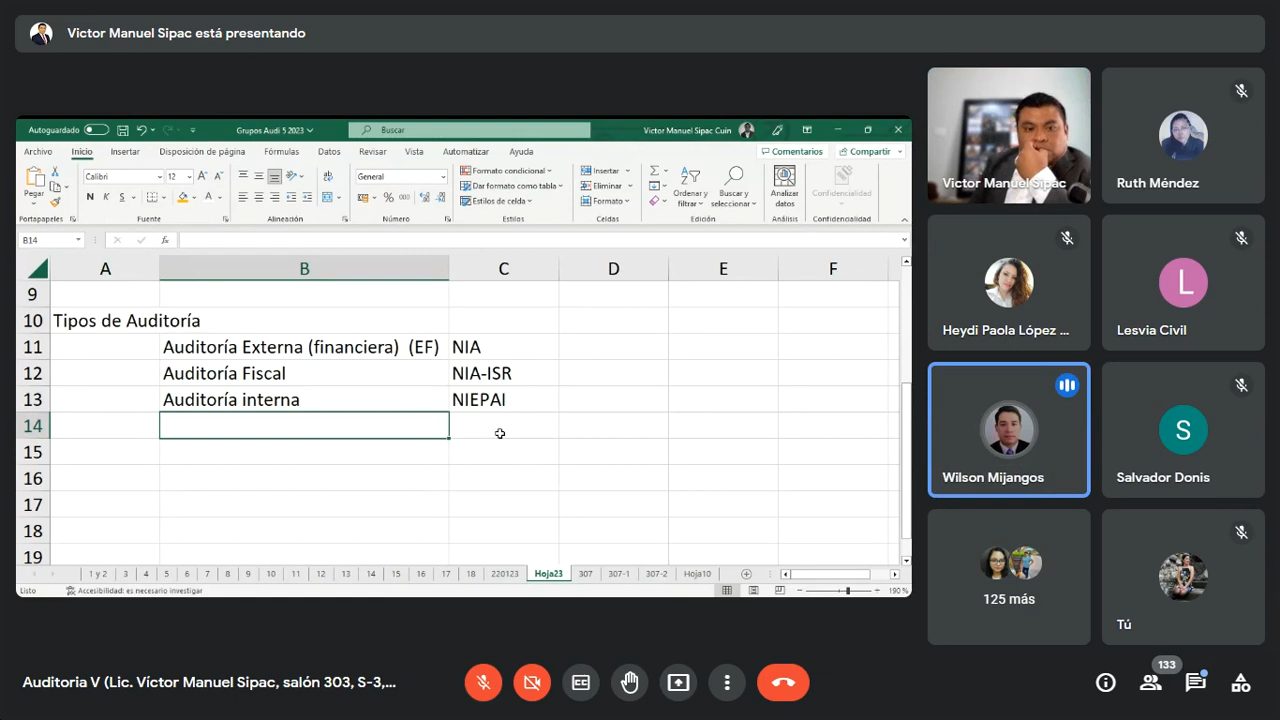 Victor Manuel Sipac está presentando
Autoguardado
Grupos Audi 5 2023
Buscar
Victor Manuel Sipac Cuin
Archivo Inicio Insertar Disposición de página Fórmulas Datos Revisar Vista Automatizar Ayuda
Comentarios Compartir
Pegar
Calibri 12
N K S
General
Formato condicional
Dar formato como tabla
Estilos de celda
Insertar
Eliminar
Formato
Ordenar y filtrar
Buscar y seleccionar
Analizar datos
Confidencialidad
Portapapeles Fuente Alineación Número Estilos Celdas Edición Análisis Confidencialidad
B14 fx
A B C D E F
9
10 Tipos de Auditoría
11 Auditoría Externa (financiera) (EF) NIA
12 Auditoría Fiscal NIA-ISR
13 Auditoría interna NIEPAI
14
15
16
17
18
19
1 y 2 3 4 5 6 7 8 9 10 11 12 13 14 15 16 17 18 220123 Hoja23 307 307-1 307-2 Hoja10
Listo Accesibilidad: es necesario investigar 190 %
Victor Manuel Sipac
Ruth Méndez
Heydi Paola López ...
L
Lesvia Civil
Wilson Mijangos
S
Salvador Donis
125 más
Tú
Auditoria V (Lic. Víctor Manuel Sipac, salón 303, S-3,...
CC
133